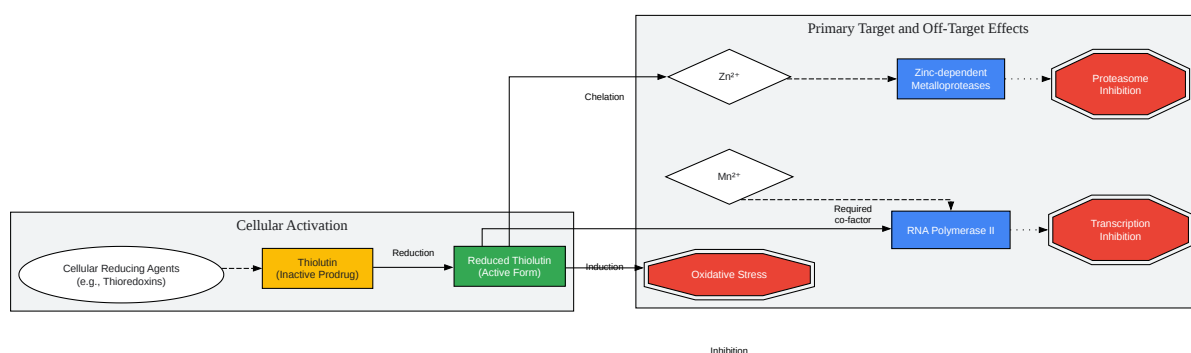 Primary Target and Off-Target Effects
Zn²⁺
Zinc-dependent
Metalloproteases
Proteasome
Inhibition
Chelation
Mn²⁺
Required
co-factor
RNA Polymerase II
Transcription
Inhibition
Cellular Activation
Cellular Reducing Agents
(e.g., Thioredoxins)
Thiolutin
(Inactive Prodrug)
Reduction
Reduced Thiolutin
(Active Form)
Induction
Oxidative Stress
Inhibition